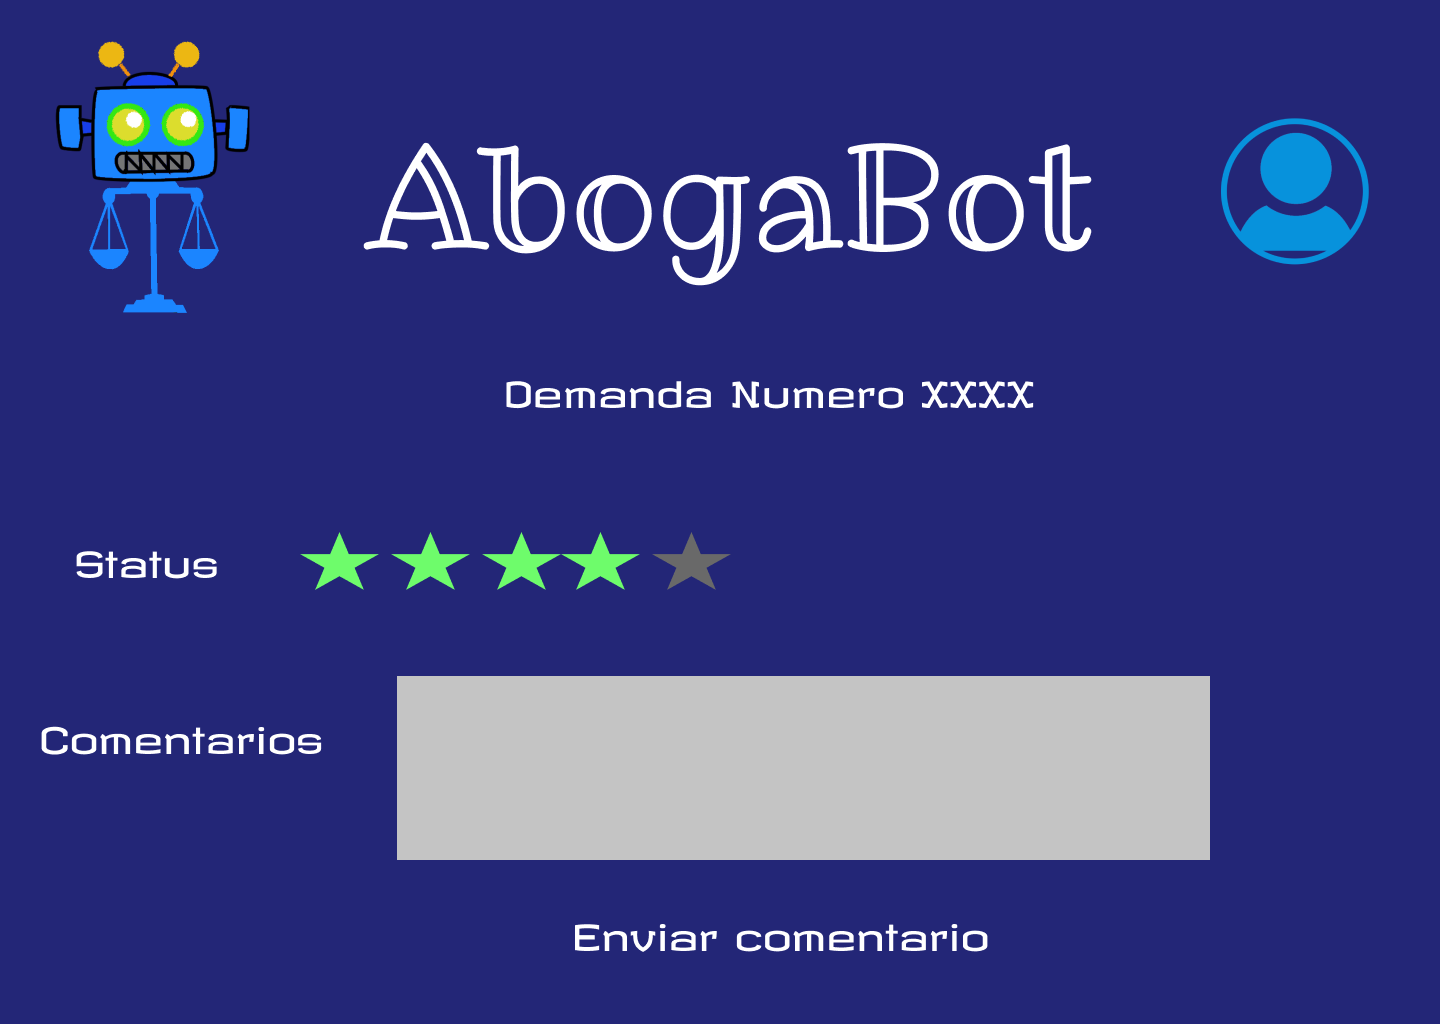 AbogaBot
Demanda Numero XXXX
Status
Comentarios
Enviar comentario